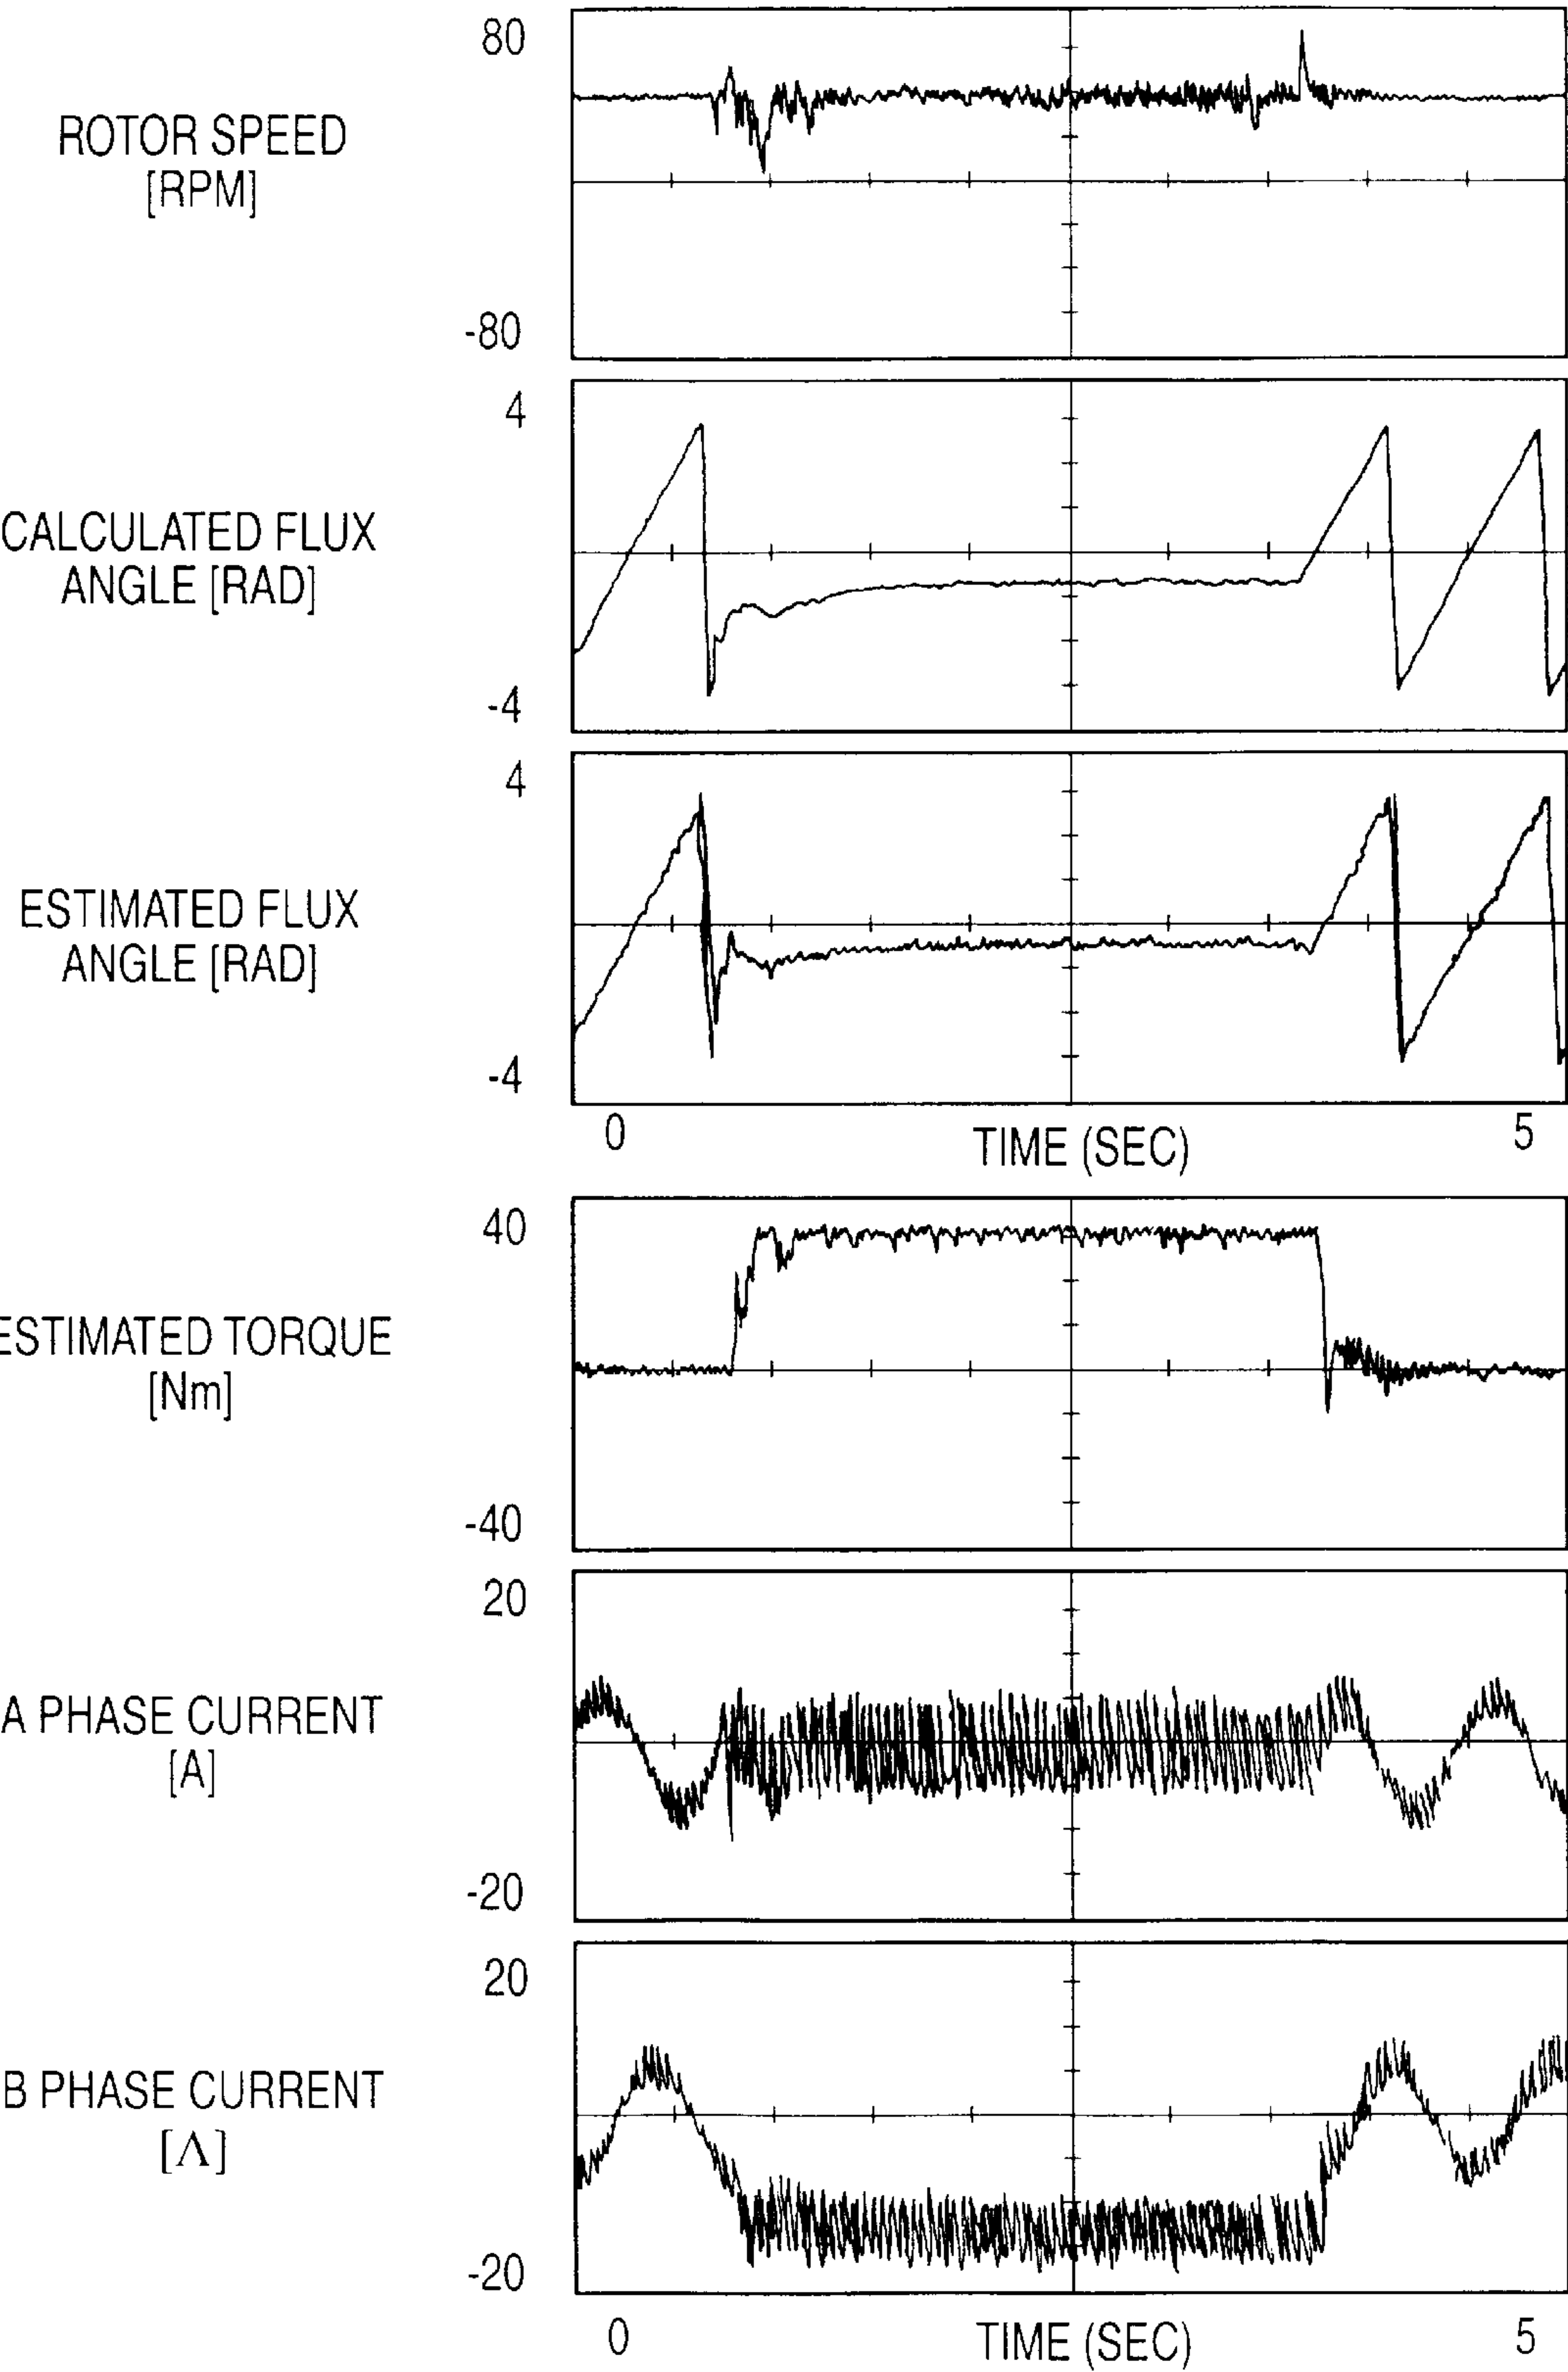 80
ROTOR SPEED
[RPM]
-80
4
CALCULATED FLUX
ANGLE [RAD]
-4
4
ESTIMATED FLUX
ANGLE [RAD]
-4
0 TIME (SEC) 5
40
ESTIMATED TORQUE
[Nm]
-40
20
A PHASE CURRENT
[A]
-20
20
B PHASE CURRENT
[Λ]
-20
0 TIME (SEC) 5